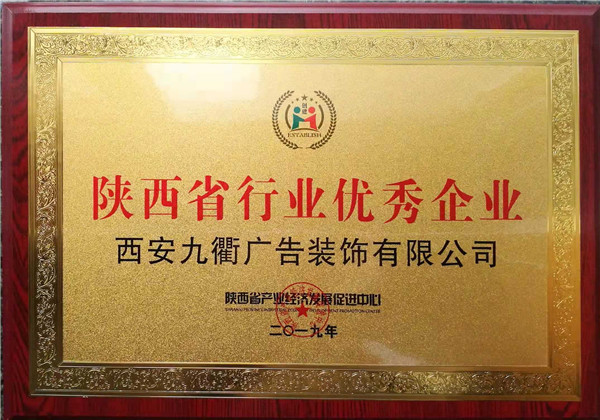 创建
ESTABLISH
陕西省行业优秀企业
西安九衢广告装饰有限公司
陕西省产业经济发展促进中心
二〇一九年